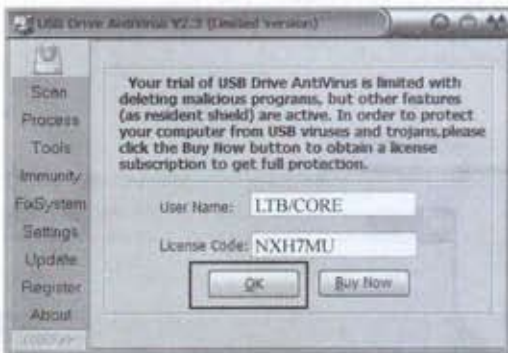 USB Drive AntiVirus V2.3 (Limited version)
Scan
Process
Tools
Immunity
FixSystem
Settings
Update
Register
About
Your trial of USB Drive AntiVirus is limited with
deleting malicious programs, but other features
(as resident shield) are active. In order to protect
your computer from USB viruses and trojans,please
click the Buy Now button to obtain a license
subscription to get full protection.
User Name: LTB/CORE
License Code: NXH7MU
OK
Buy Now